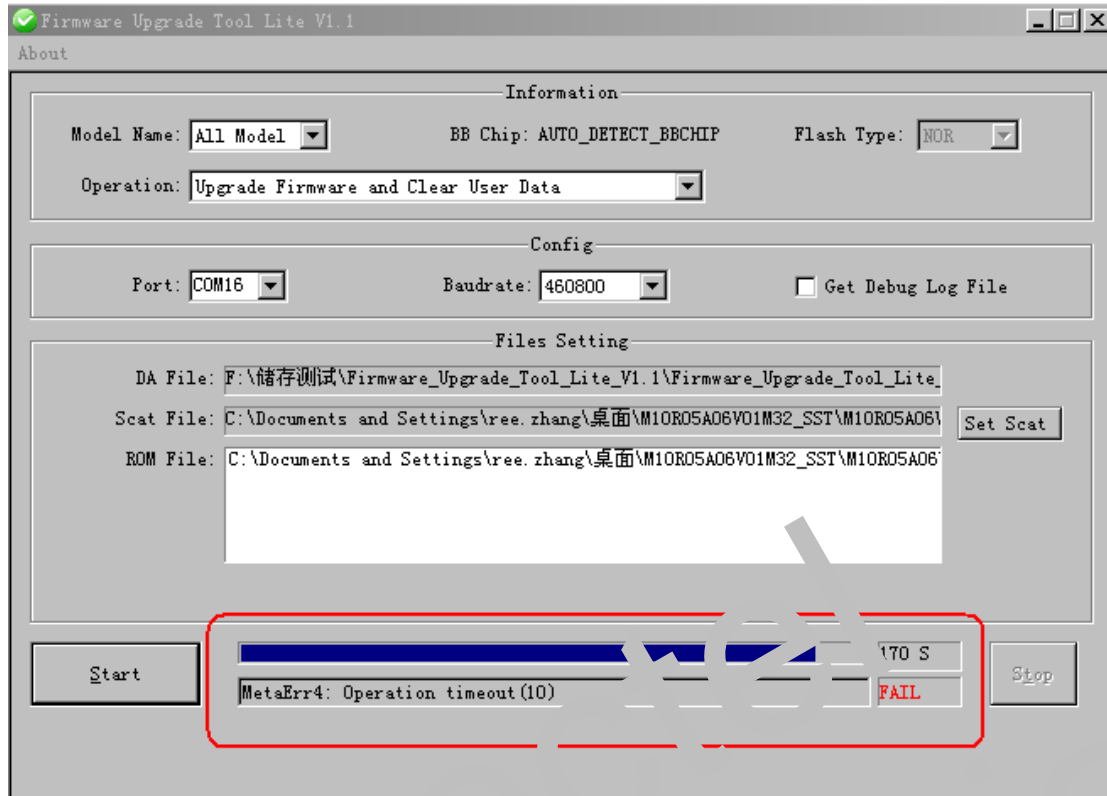 Firmware Upgrade Tool Lite V1.1
About
Information
Model Name: All Model BB Chip: AUTO_DETECT_BBCHIP Flash Type: NOR
Operation: Upgrade Firmware and Clear User Data
Config
Port: COM16 Baudrate: 460800 Get Debug Log File
Files Setting
DA File: F:\储存测试\Firmware_Upgrade_Tool_Lite_V1.1\Firmware_Upgrade_Tool_Lite_
Scat File: C:\Documents and Settings\ree.zhang\桌面\M10R05A06V01M32_SST\M10R05A06\ Set Scat
ROM File: C:\Documents and Settings\ree.zhang\桌面\M10R05A06V01M32_SST\M10R05A06
170 S
Start Stop
MetaErr4: Operation timeout(10) FAIL